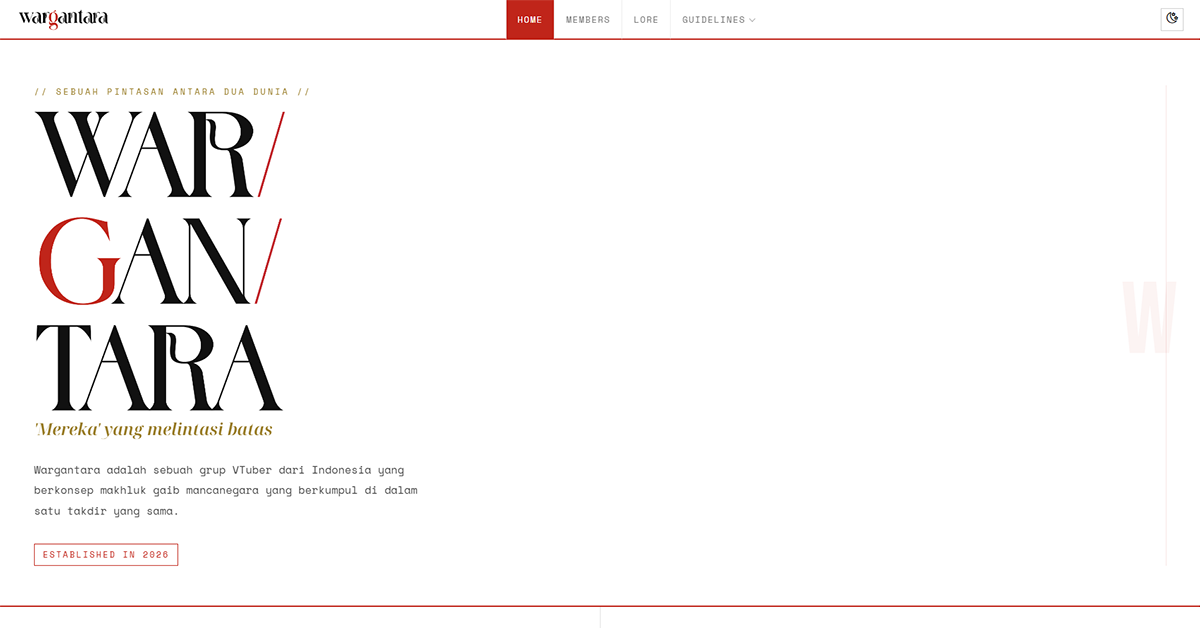 wargantara
HOME
MEMBERS
LORE
GUIDELINES
// SEBUAH PINTASAN ANTARA DUA DUNIA //
WAR/
GAN/
TARA
'Mereka' yang melintasi batas
Wargantara adalah sebuah grup VTuber dari Indonesia yang
berkonsep makhluk gaib mancanegara yang berkumpul di dalam
satu takdir yang sama.
ESTABLISHED IN 2026
W